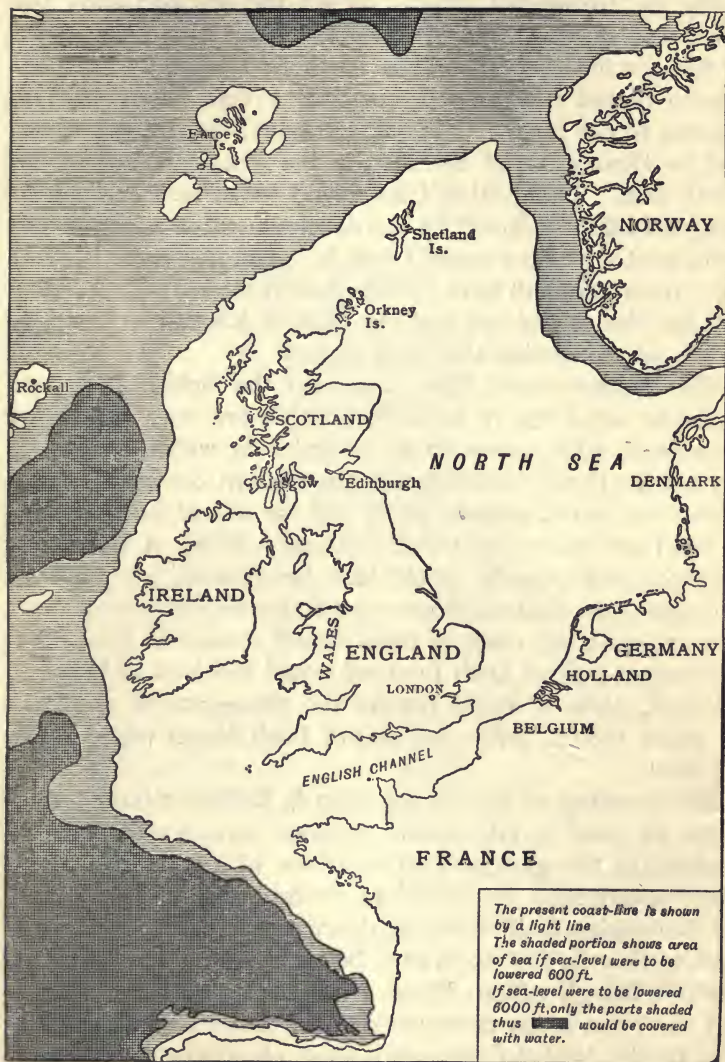 Faroe
Is.
NORWAY
Shetland
Is.
Orkney
Is.
Rockall
SCOTLAND
NORTH SEA
Glasgow
Edinburgh
DENMARK
IRELAND
WALES
ENGLAND
GERMANY
HOLLAND
LONDON
BELGIUM
ENGLISH CHANNEL
FRANCE
The present coast-line is shown
by a light line
The shaded portion shows area
of sea if sea-level were to be
lowered 600 ft.
If sea-level were to be lowered
6000 ft, only the parts shaded
thus would be covered
with water.